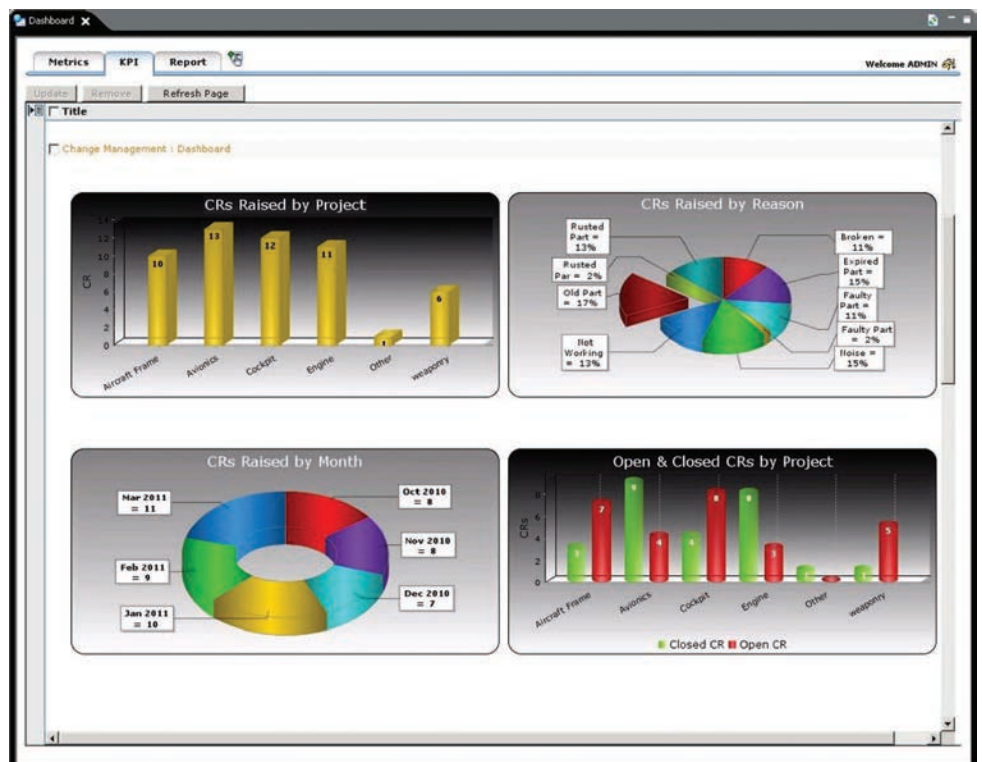 Dashboard
Metrics KPI Report
Welcome ADMIN
Update Remove Refresh Page
Title
Change Management : Dashboard
CRs Raised by Project
14
12
10
8
6
4
2
0
CR
10
13
12
11
1
6
Aircraft Frame
Avionics
Cockpit
Engine
Other
weaponry
CRs Raised by Reason
Rusted
Part =
13%
Rusted
Par = 2%
Old Part
= 17%
Not
Working
= 13%
Broken =
11%
Expired
Part =
15%
Faulty
Part =
11%
Faulty Part
= 2%
Noise =
15%
CRs Raised by Month
Mar 2011
= 11
Feb 2011
= 9
Jan 2011
= 10
Oct 2010
= 8
Nov 2010
= 8
Dec 2010
= 7
Open & Closed CRs by Project
8
6
4
2
0
CRs
3
7
9
4
4
8
8
3
5
Aircraft Frame
Avionics
Cockpit
Engine
Other
weaponry
Closed CR Open CR